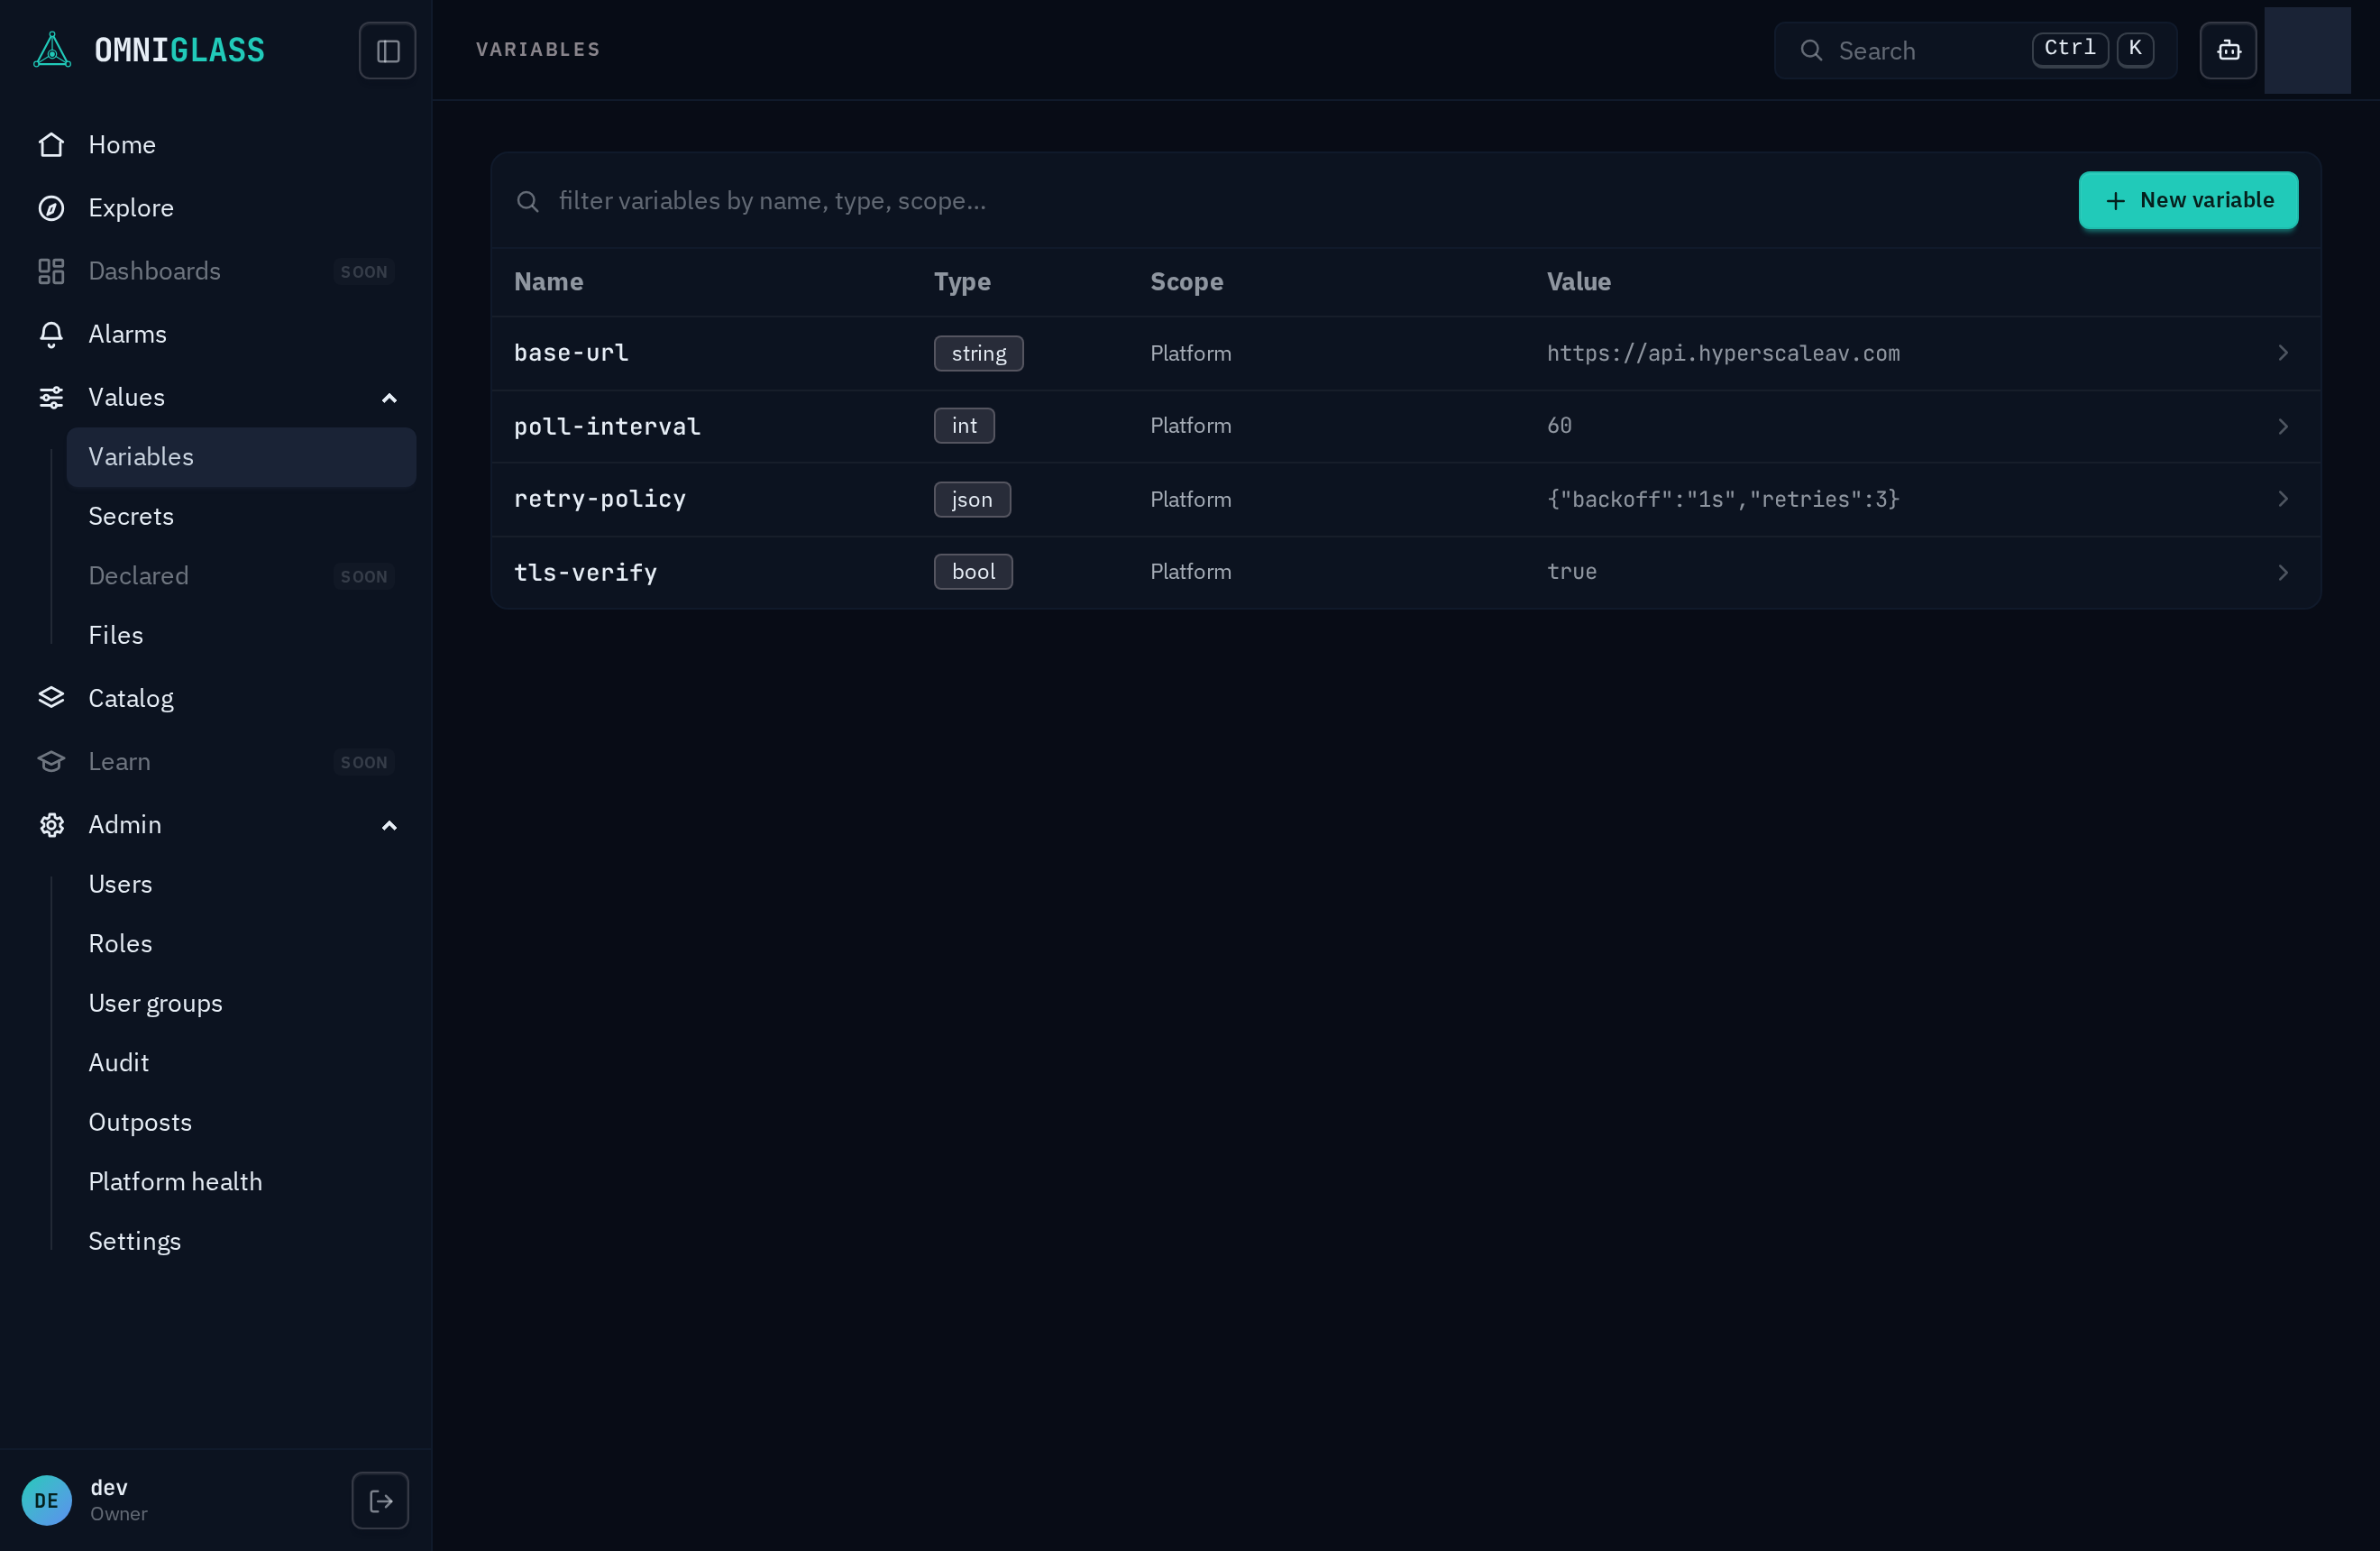 OMNIGLASS
VARIABLES
Search
Ctrl K
Home
Explore
Dashboards SOON
Alarms
Values
Variables
Secrets
Declared SOON
Files
Catalog
Learn SOON
Admin
Users
Roles
User groups
Audit
Outposts
Platform health
Settings
DE
dev
Owner
filter variables by name, type, scope...
New variable
Name Type Scope Value
base-url string Platform https://api.hyperscaleav.com
poll-interval int Platform 60
retry-policy json Platform {"backoff":"1s","retries":3}
tls-verify bool Platform true